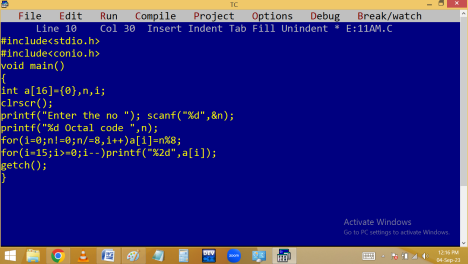 TC
File Edit Run Compile Project Options Debug Break/watch
Line 10 Col 30 Insert Indent Tab Fill Unindent * E:11AM.C
#include<stdio.h>
#include<conio.h>
void main()
{
int a[16]={0},n,i;
clrscr();
printf("Enter the no "); scanf("%d",&n);
printf("%d Octal code ",n);
for(i=0;n!=0;n/=8,i++)a[i]=n%8;
for(i=15;i>=0;i--)printf("%2d",a[i]);
getch();
}
Activate Windows
Go to PC settings to activate Windows.
12:16 PM
04-Sep-23